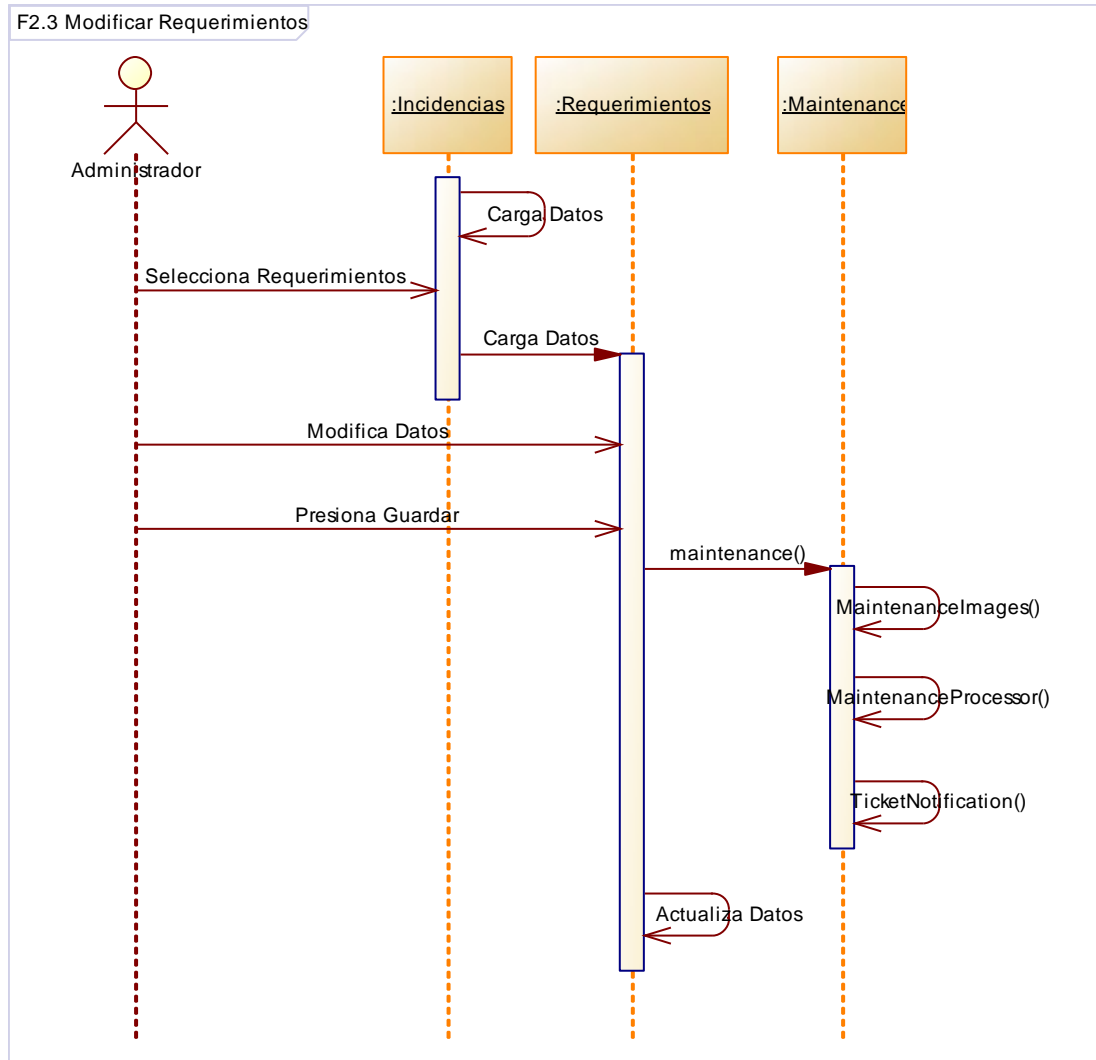 F2.3 Modificar Requerimientos
:Incidencias
:Requerimientos
:Maintenance
Administrador
Carga Datos
Selecciona Requerimientos
Carga Datos
Modifica Datos
Presiona Guardar
maintenance()
MaintenanceImages()
MaintenanceProcessor()
TicketNotification()
Actualiza Datos